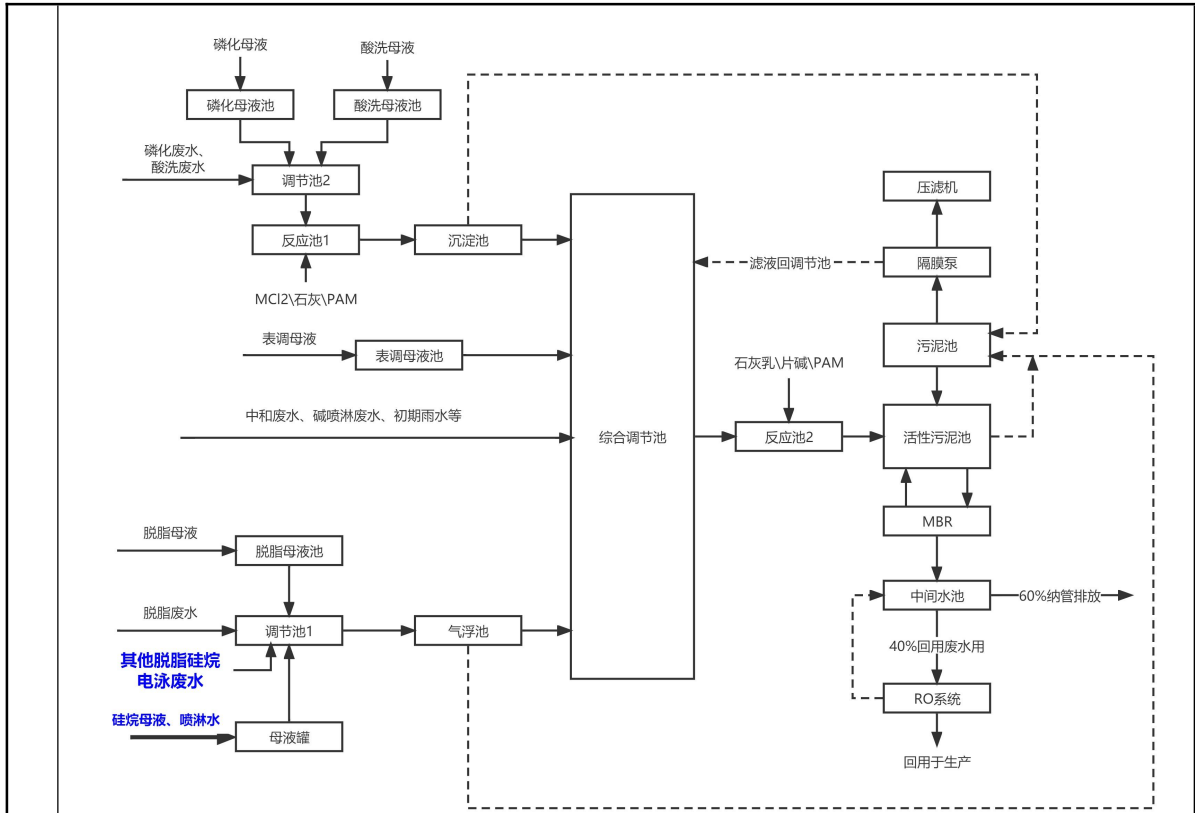 磷化母液
酸洗母液
磷化母液池
酸洗母液池
磷化废水、
酸洗废水
调节池2
反应池1
沉淀池
MCl2\石灰\PAM
表调母液
表调母液池
中和废水、碱喷淋废水、初期雨水等
脱脂母液
脱脂母液池
脱脂废水
调节池1
气浮池
其他脱脂硅烷
电泳废水
硅烷母液、喷淋水
母液罐
综合调节池
石灰乳\片碱\PAM
反应池2
压滤机
滤液回调节池
隔膜泵
污泥池
活性污泥池
MBR
中间水池
60%纳管排放
40%回用废水用
RO系统
回用于生产